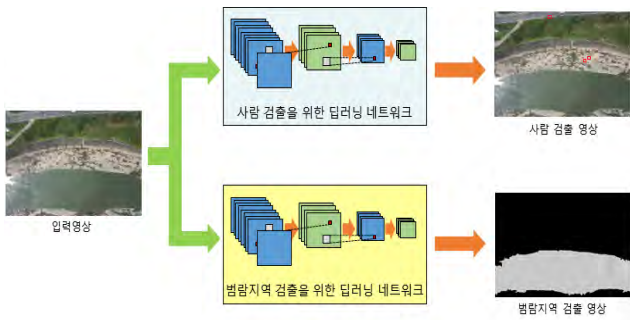 사람 검출을 위한 딥러닝 네트워크
사람 검출 영상
입력영상
범람지역 검출을 위한 딥러닝 네트워크
범람지역 검출 영상